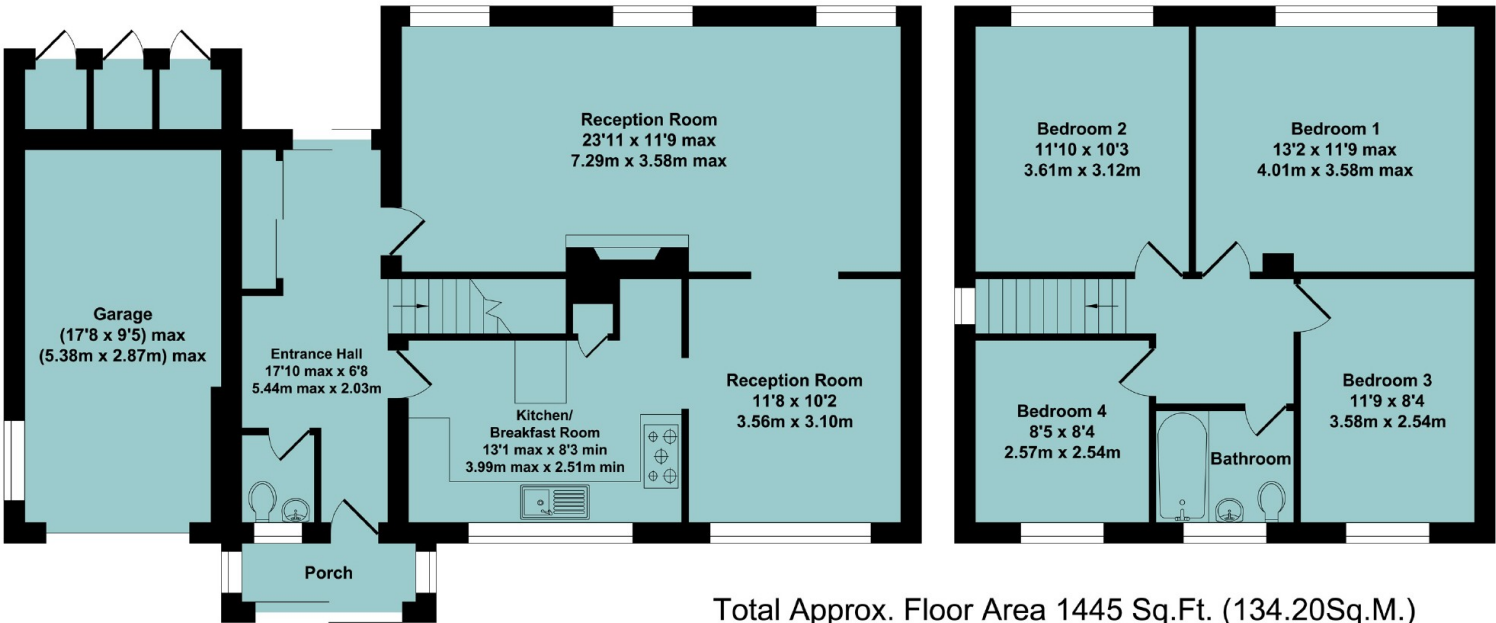 Reception Room
23'11 x 11'9 max
7.29m x 3.58m max
Garage
(17'8 x 9'5) max
(5.38m x 2.87m) max
Entrance Hall
17'10 max x 6'8
5.44m max x 2.03m
Kitchen/
Breakfast Room
13'1 max x 8'3 min
3.99m max x 2.51m min
Reception Room
11'8 x 10'2
3.56m x 3.10m
Porch
Bedroom 2
11'10 x 10'3
3.61m x 3.12m
Bedroom 1
13'2 x 11'9 max
4.01m x 3.58m max
Bedroom 4
8'5 x 8'4
2.57m x 2.54m
Bathroom
Bedroom 3
11'9 x 8'4
3.58m x 2.54m
Total Approx. Floor Area 1445 Sq.Ft. (134.20Sq.M.)